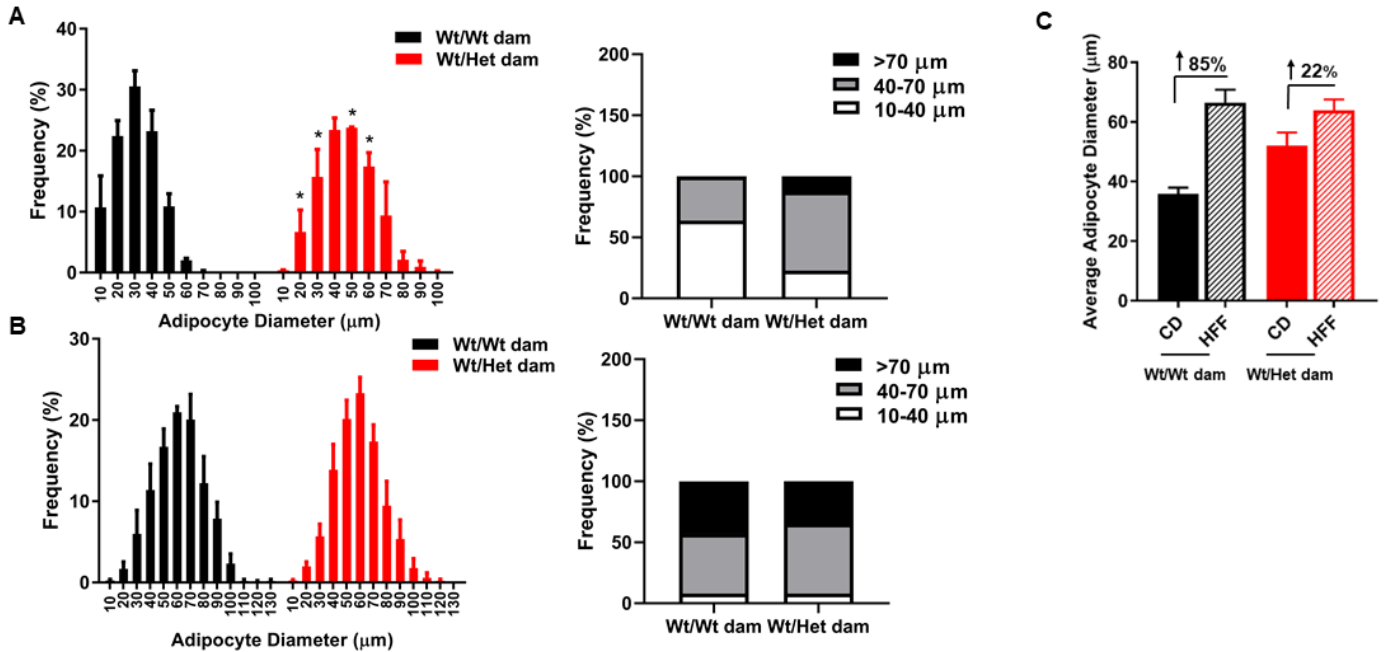 A
Frequency (%)
40
30
20
10
0
Wt/Wt dam
Wt/Het dam
* * * *
10 20 30 40 50 60 70 80 90 100 10 20 30 40 50 60 70 80 90 100
Adipocyte Diameter (μm)
Frequency (%)
200
150
100
50
0
>70 μm
40-70 μm
10-40 μm
Wt/Wt dam Wt/Het dam
C
Average Adipocyte Diameter (μm)
80
60
40
20
0
↑ 85%
↑ 22%
CD HFF CD HFF
Wt/Wt dam Wt/Het dam
B
Frequency (%)
30
20
10
0
Wt/Wt dam
Wt/Het dam
10 20 30 40 50 60 70 80 90 100 110 120 130 10 20 30 40 50 60 70 80 90 100 110 120 130
Adipocyte Diameter (μm)
Frequency (%)
200
150
100
50
0
>70 μm
40-70 μm
10-40 μm
Wt/Wt dam Wt/Het dam